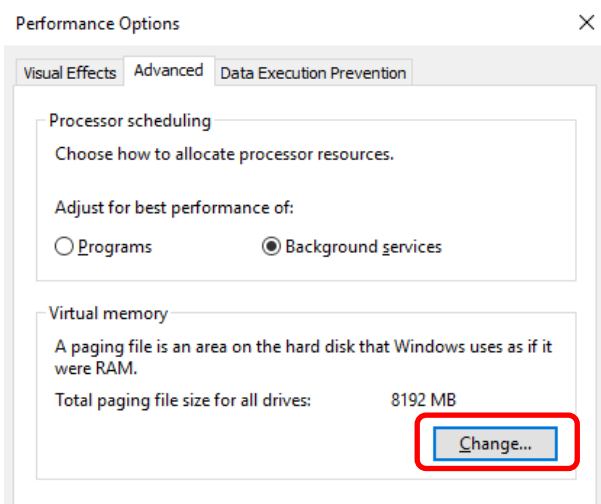 Performance Options
Visual Effects Advanced Data Execution Prevention
Processor scheduling
Choose how to allocate processor resources.
Adjust for best performance of:
Programs Background services
Virtual memory
A paging file is an area on the hard disk that Windows uses as if it
were RAM.
Total paging file size for all drives: 8192 MB
Change...